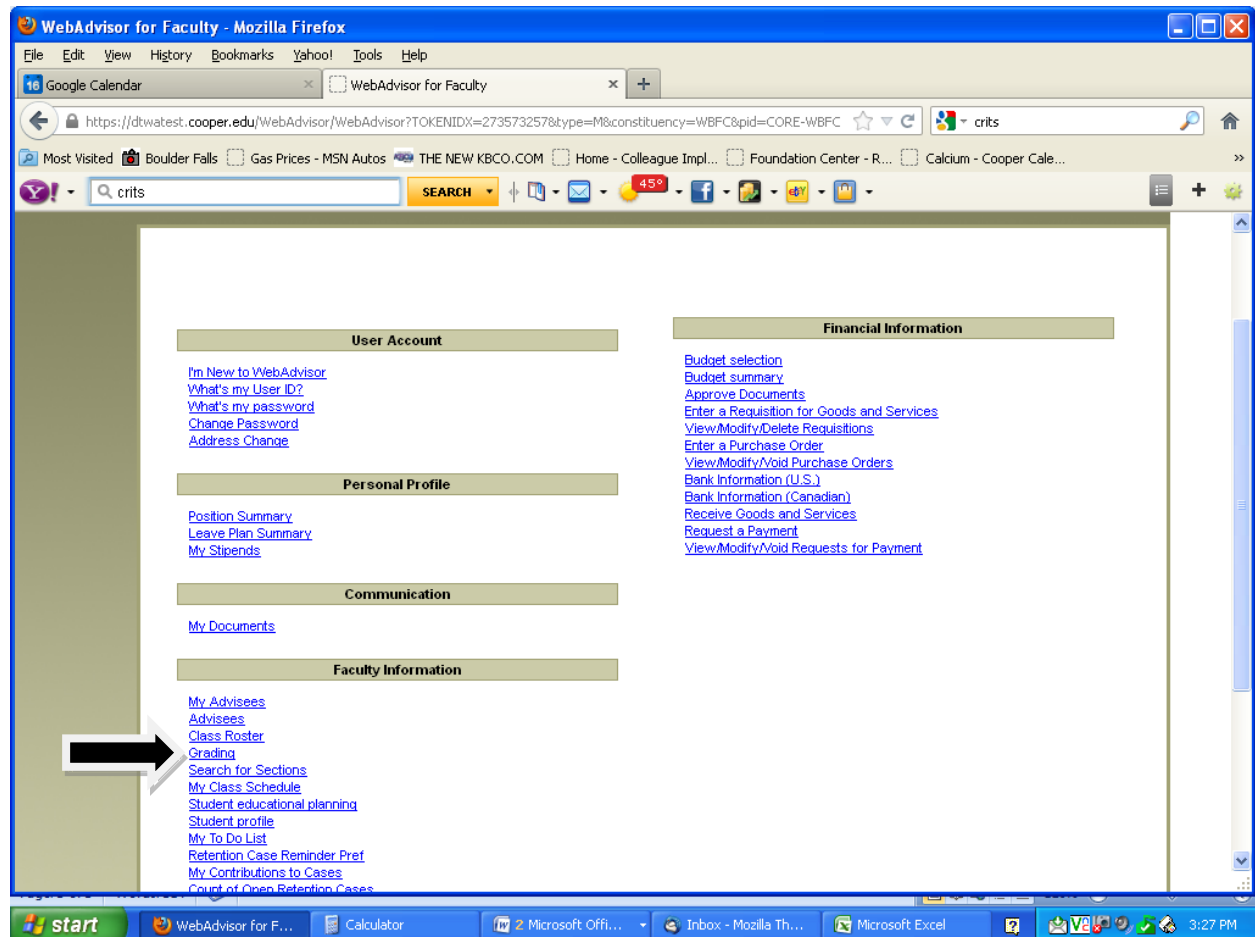 WebAdvisor for Faculty - Mozilla Firefox
File Edit View History Bookmarks Yahoo! Tools Help
16 Google Calendar × WebAdvisor for Faculty × +
https://dtwatest.cooper.edu/WebAdvisor/WebAdvisor?TOKENIDX=273573257&type=M&constituency=WBFC&pid=CORE-WBFC crits
Most Visited Boulder Falls Gas Prices - MSN Autos THE NEW KBCO.COM Home - Colleague Impl... Foundation Center - R... Calcium - Cooper Cale... »
Y! crits SEARCH 45° f ebY +
User Account
I'm New to WebAdvisor
What's my User ID?
What's my password
Change Password
Address Change
Personal Profile
Position Summary
Leave Plan Summary
My Stipends
Communication
My Documents
Faculty Information
My Advisees
Advisees
Class Roster
Grading
Search for Sections
My Class Schedule
Student educational planning
Student profile
My To Do List
Retention Case Reminder Pref
My Contributions to Cases
Count of Open Retention Cases
Financial Information
Budget selection
Budget summary
Approve Documents
Enter a Requisition for Goods and Services
View/Modify/Delete Requisitions
Enter a Purchase Order
View/Modify/Void Purchase Orders
Bank Information (U.S.)
Bank Information (Canadian)
Receive Goods and Services
Request a Payment
View/Modify/Void Requests for Payment
start WebAdvisor for F... Calculator 2 Microsoft Offi... Inbox - Mozilla Th... Microsoft Excel 3:27 PM